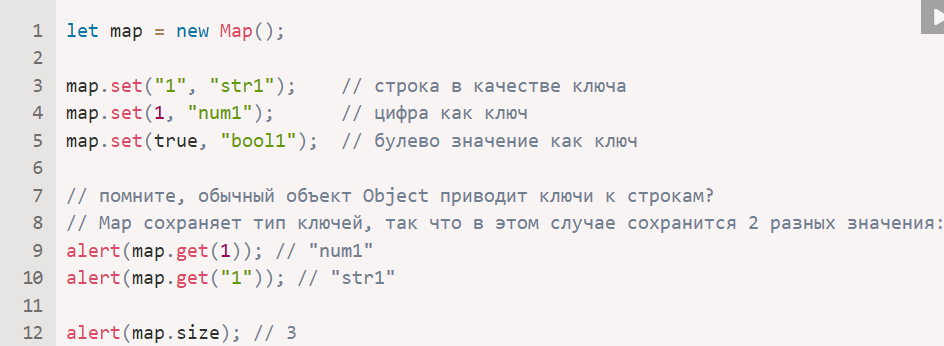 1 let map = new Map();
2
3 map.set("1", "str1");    // строка в качестве ключа
4 map.set(1, "num1");      // цифра как ключ
5 map.set(true, "bool1");  // булево значение как ключ
6
7 // помните, обычный объект Object приводит ключи к строкам?
8 // Map сохраняет тип ключей, так что в этом случае сохранится 2 разных значения:
9 alert(map.get(1)); // "num1"
10 alert(map.get("1")); // "str1"
11
12 alert(map.size); // 3